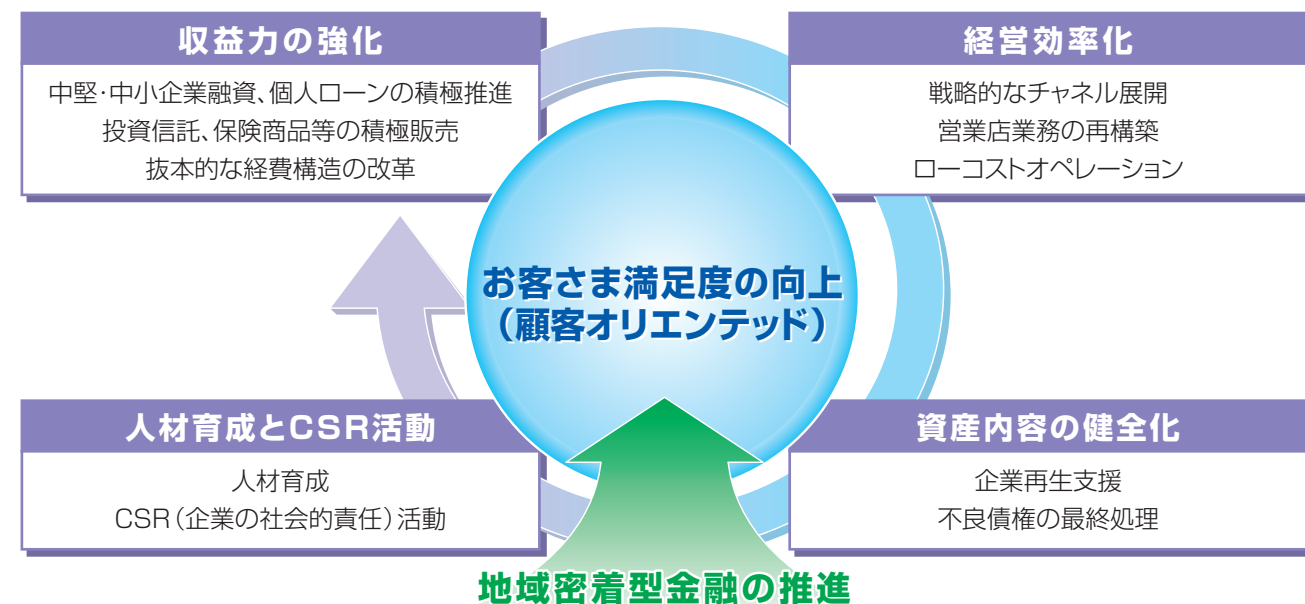 収益力の強化
中堅・中小企業融資、個人ローンの積極推進
投資信託、保険商品等の積極販売
抜本的な経費構造の改革
経営効率化
戦略的なチャネル展開
営業店業務の再構築
ローコストオペレーション
お客さま満足度の向上
（顧客オリエンテッド）
人材育成とCSR活動
人材育成
CSR（企業の社会的責任）活動
資産内容の健全化
企業再生支援
不良債権の最終処理
地域密着型金融の推進